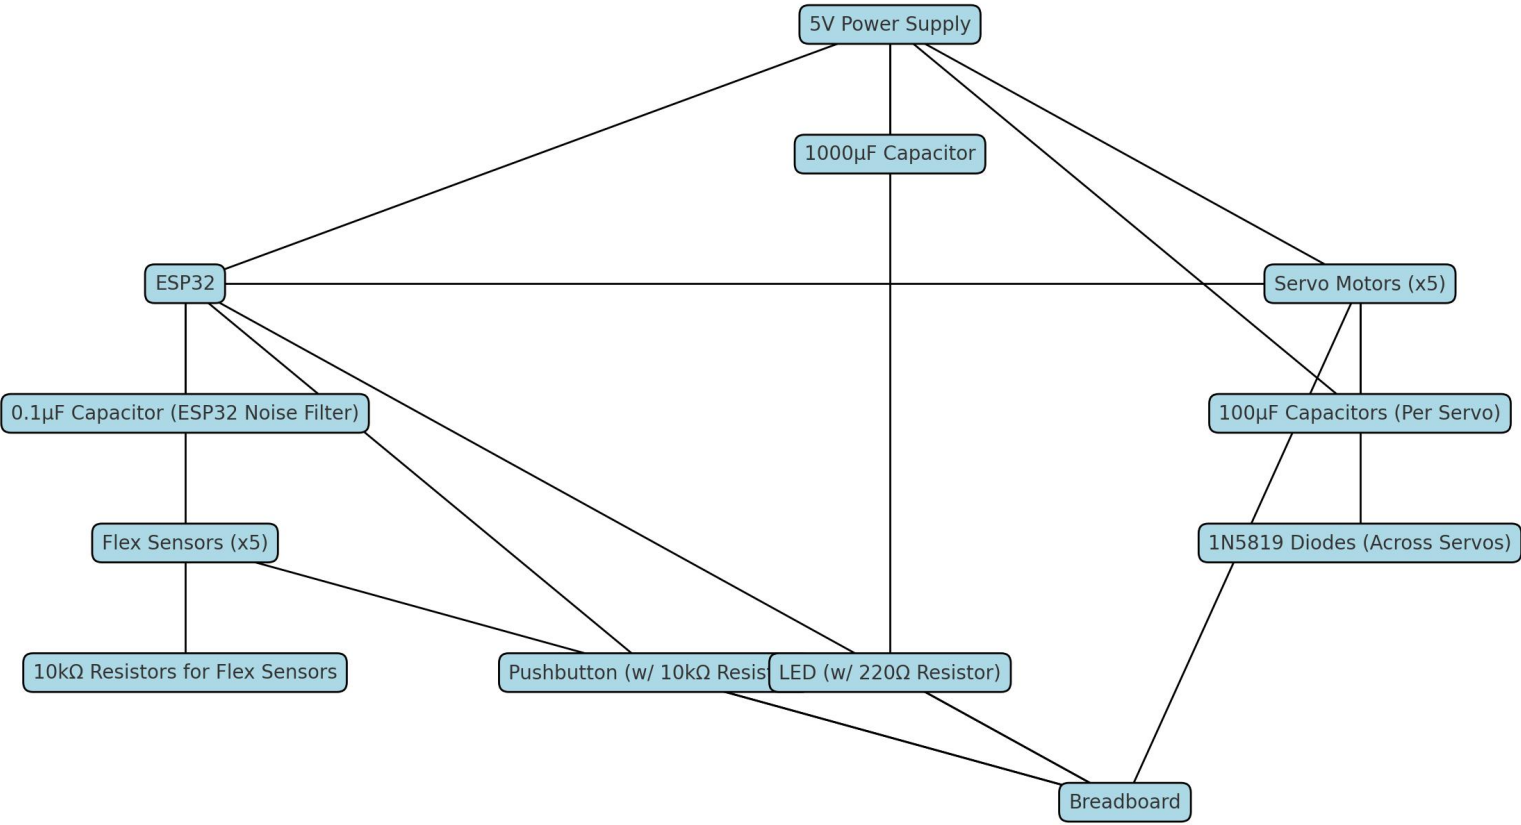 5V Power Supply
1000μF Capacitor
ESP32
Servo Motors (x5)
0.1μF Capacitor (ESP32 Noise Filter)
100μF Capacitors (Per Servo)
Flex Sensors (x5)
1N5819 Diodes (Across Servos)
10kΩ Resistors for Flex Sensors
Pushbutton (w/ 10kΩ Resis
LED (w/ 220Ω Resistor)
Breadboard